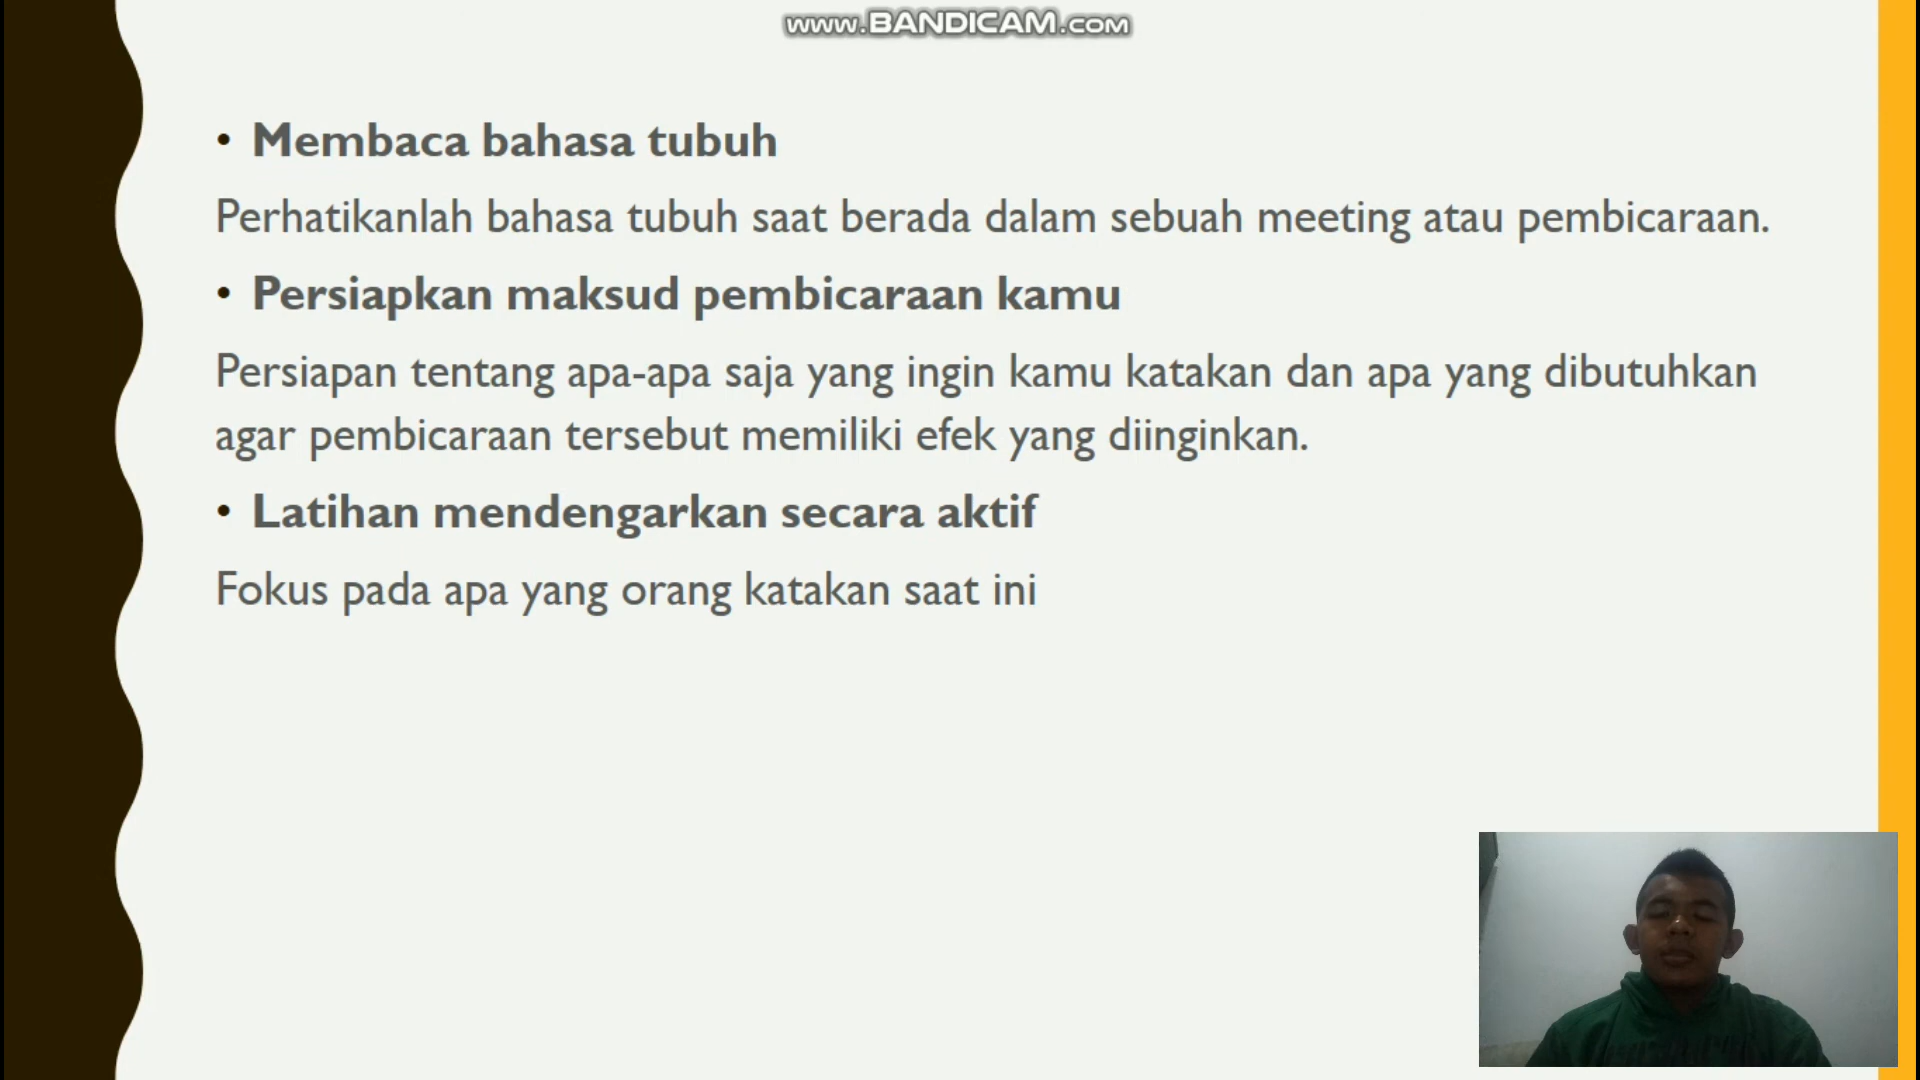 www.BANDICAM.com
• Membaca bahasa tubuh
Perhatikanlah bahasa tubuh saat berada dalam sebuah meeting atau pembicaraan.
• Persiapkan maksud pembicaraan kamu
Persiapan tentang apa-apa saja yang ingin kamu katakan dan apa yang dibutuhkan
agar pembicaraan tersebut memiliki efek yang diinginkan.
• Latihan mendengarkan secara aktif
Fokus pada apa yang orang katakan saat ini